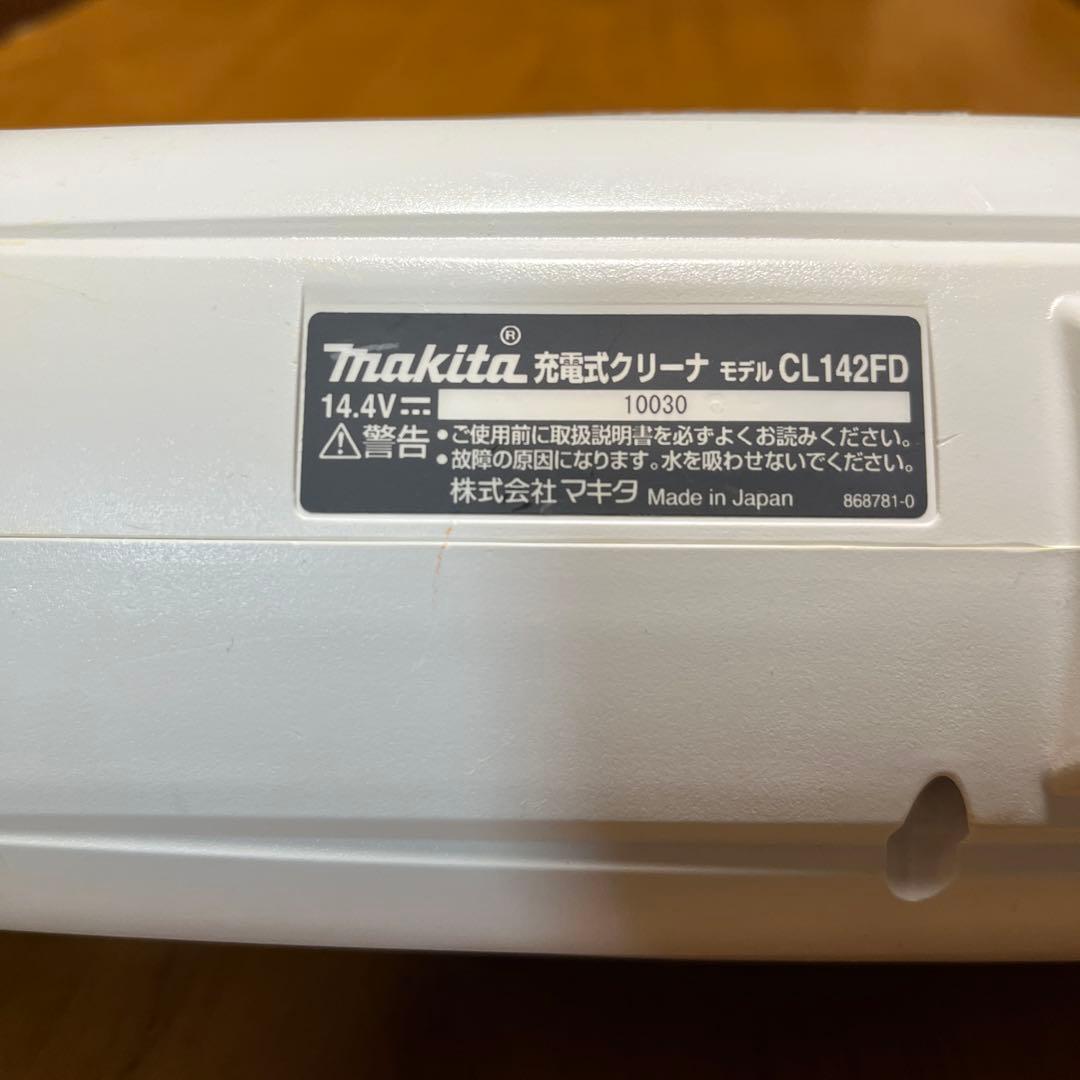 makita® 充電式クリーナ モデル CL142FD
14.4V⎓ 10030
⚠警告 •ご使用前に取扱説明書を必ずよくお読みください。
•故障の原因になります。水を吸わせないでください。
株式会社マキタ Made in Japan 868781-0